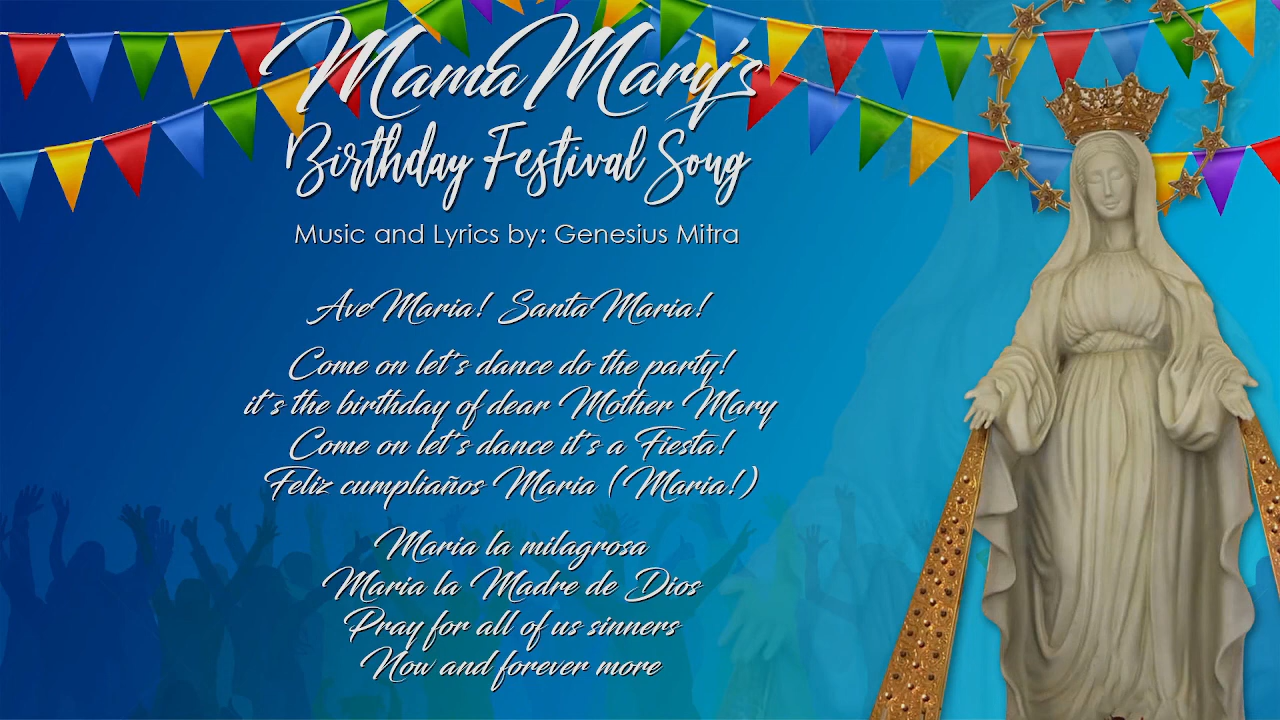 Mama Mary's
Birthday Festival Song
Music and Lyrics by: Genesius Mitra
Ave Maria! Santa Maria!
Come on let's dance do the party!
it's the birthday of dear Mother Mary
Come on let's dance it's a Fiesta!
Feliz cumpliaños Maria (Maria!)
Maria la milagrosa
Maria la Madre de Dios
Pray for all of us sinners
Now and forever more